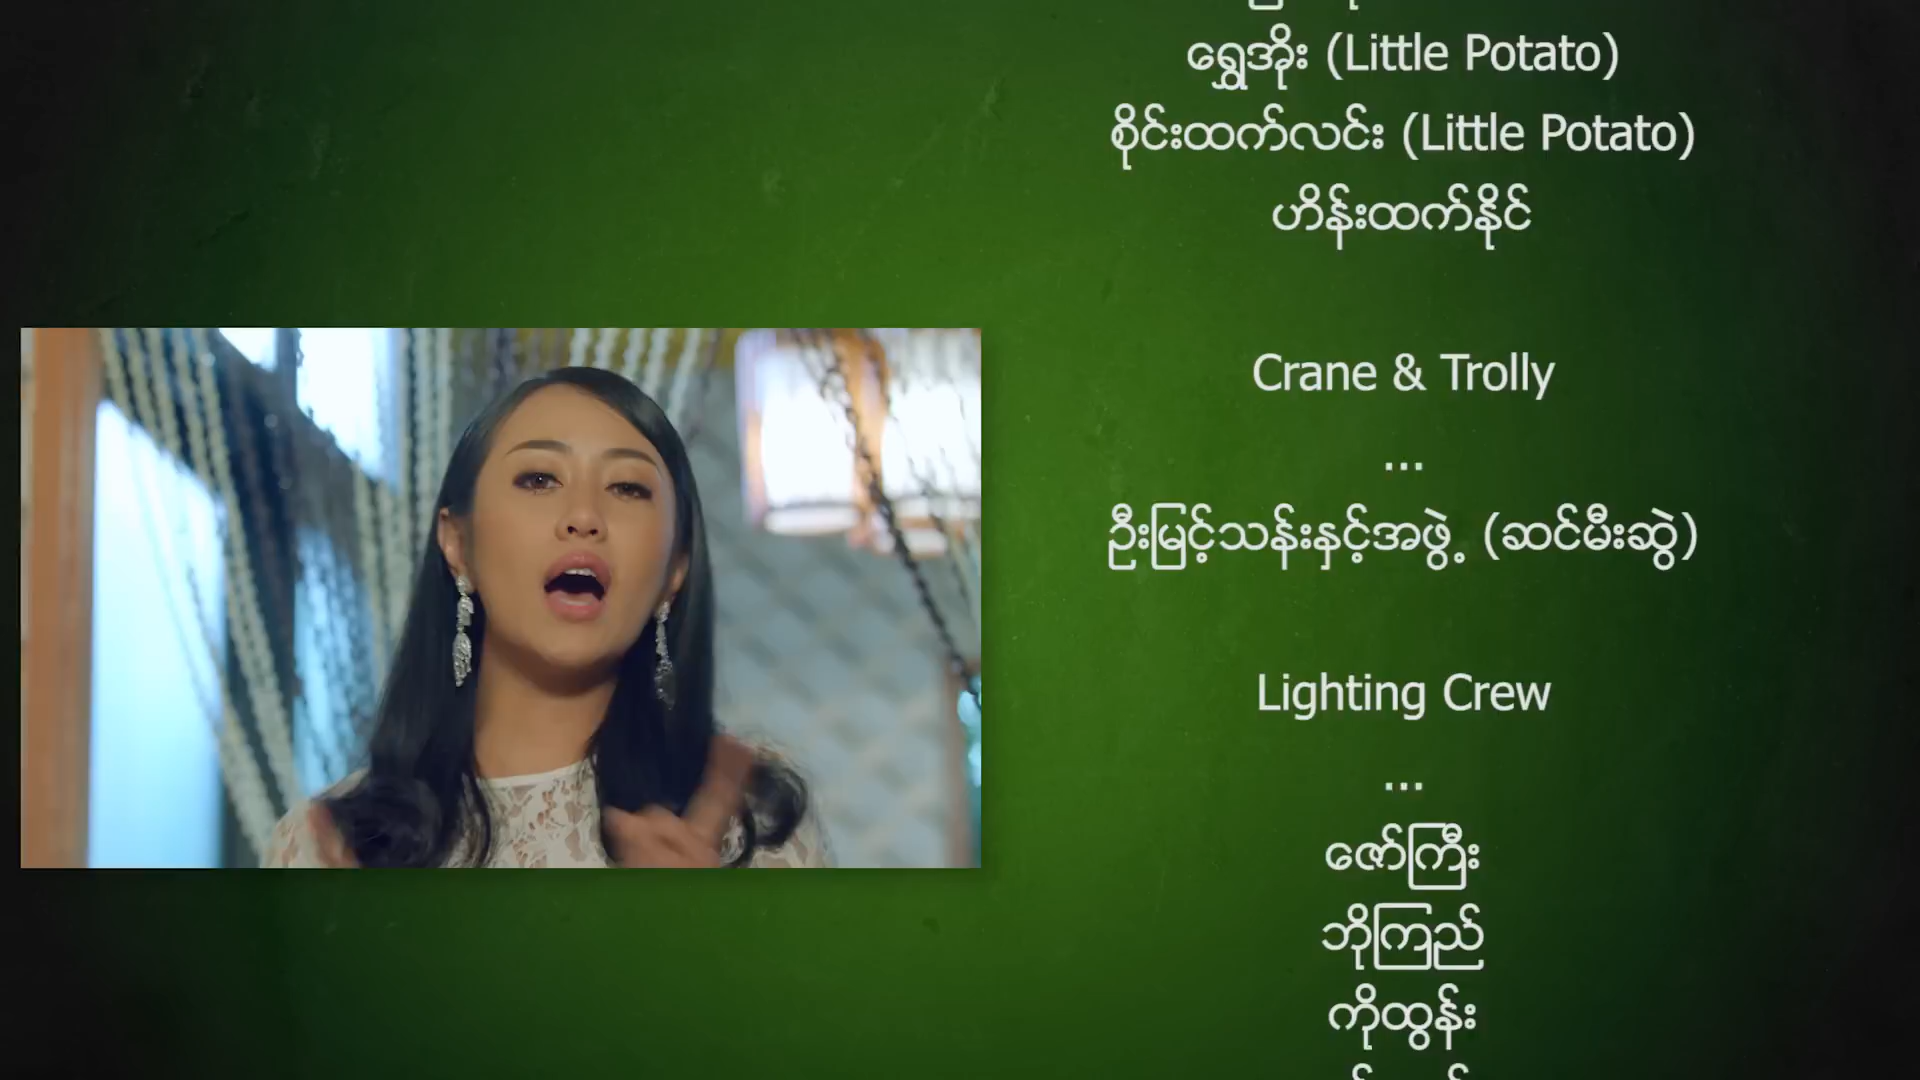 ရွှေအိုး (Little Potato)
စိုင်းထက်လင်း (Little Potato)
ဟိန်းထက်နိုင်
Crane & Trolly
...
ဦးမြင့်သန်းနှင့်အဖွဲ့ (ဆင်မီးဆွဲ)
Lighting Crew
...
ဇော်ကြီး
ဘိုကြည်
ကိုထွန်း